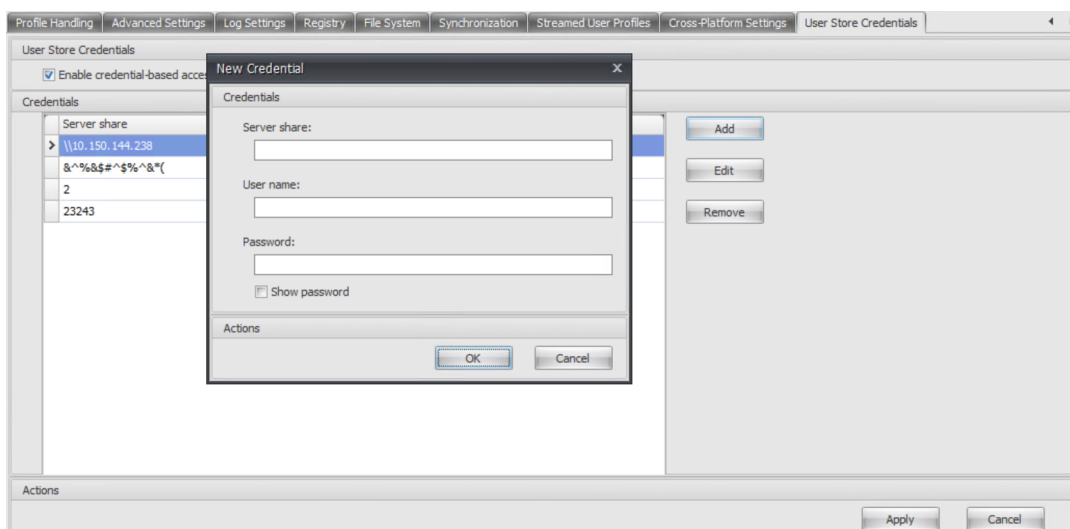 Profile Handling Advanced Settings Log Settings Registry File System Synchronization Streamed User Profiles Cross-Platform Settings User Store Credentials
User Store Credentials
Enable credential-based
New Credential x
Credentials
Credentials
Server share
Server share:
Add
\\10.150.144.238
&^%&$#^$%^&*(
Edit
2
User name:
23243
Remove
Password:
Show password
Actions
OK Cancel
Actions
Apply Cancel